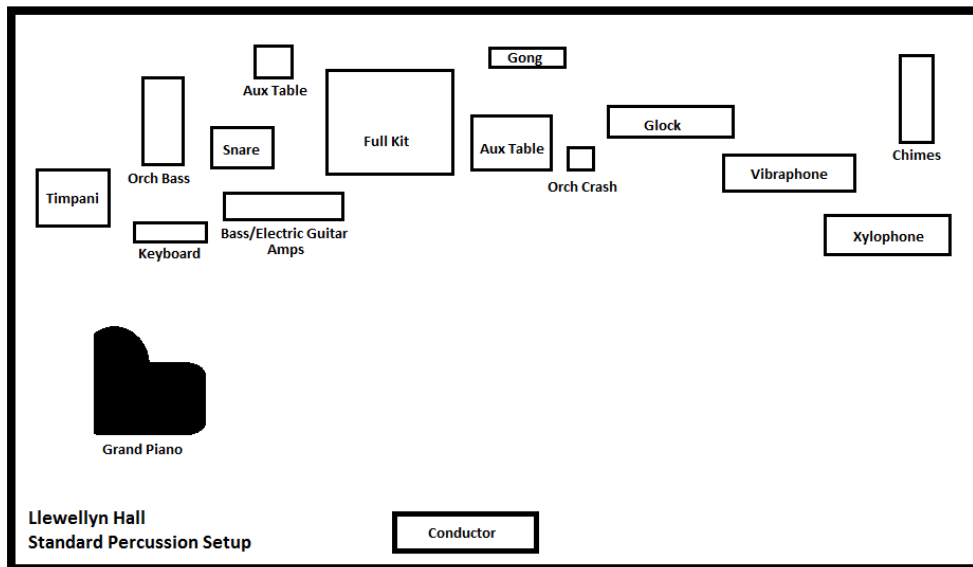 Gong
Aux Table
Full Kit
Glock
Snare
Aux Table
Chimes
Vibraphone
Orch Bass
Orch Crash
Timpani
Bass/Electric Guitar
Amps
Xylophone
Keyboard
Grand Piano
Llewellyn Hall
Standard Percussion Setup
Conductor